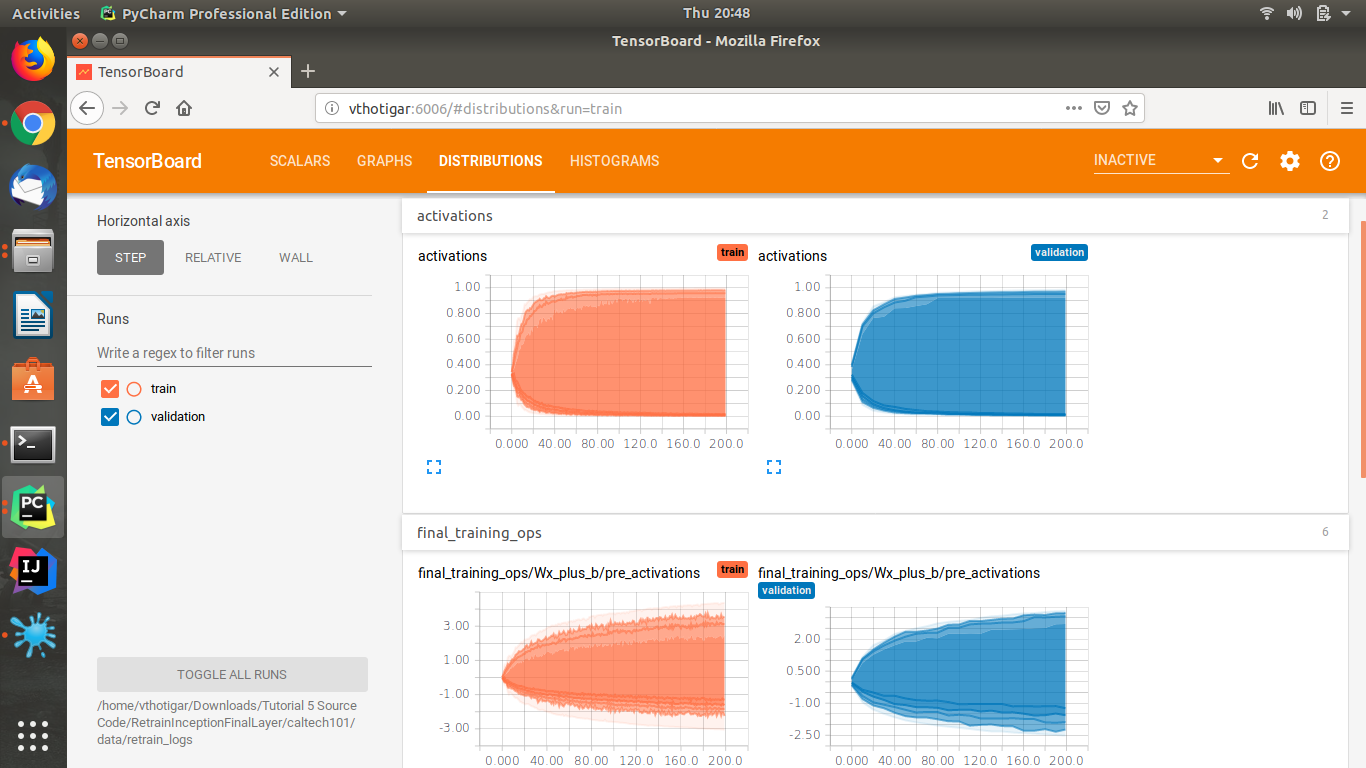 Activities PyCharm Professional Edition Thu 20:48
TensorBoard - Mozilla Firefox
TensorBoard
vthotigar:6006/#distributions&run=train
TensorBoard SCALARS GRAPHS DISTRIBUTIONS HISTOGRAMS INACTIVE
Horizontal axis
STEP RELATIVE WALL
Runs
Write a regex to filter runs
train
validation
TOGGLE ALL RUNS
/home/vthotigar/Downloads/Tutorial 5 Source
Code/RetrainInceptionFinalLayer/caltech101/
data/retrain_logs
activations 2
activations train
1.00
0.800
0.600
0.400
0.200
0.00
0.000 40.00 80.00 120.0 160.0 200.0
activations validation
1.00
0.800
0.600
0.400
0.200
0.00
0.000 40.00 80.00 120.0 160.0 200.0
final_training_ops 6
final_training_ops/Wx_plus_b/pre_activations train
3.00
1.00
-1.00
-3.00
0.000 40.00 80.00 120.0 160.0 200.0
final_training_ops/Wx_plus_b/pre_activations
validation
2.00
0.500
-1.00
-2.50
0.000 40.00 80.00 120.0 160.0 200.0
PC
IJ